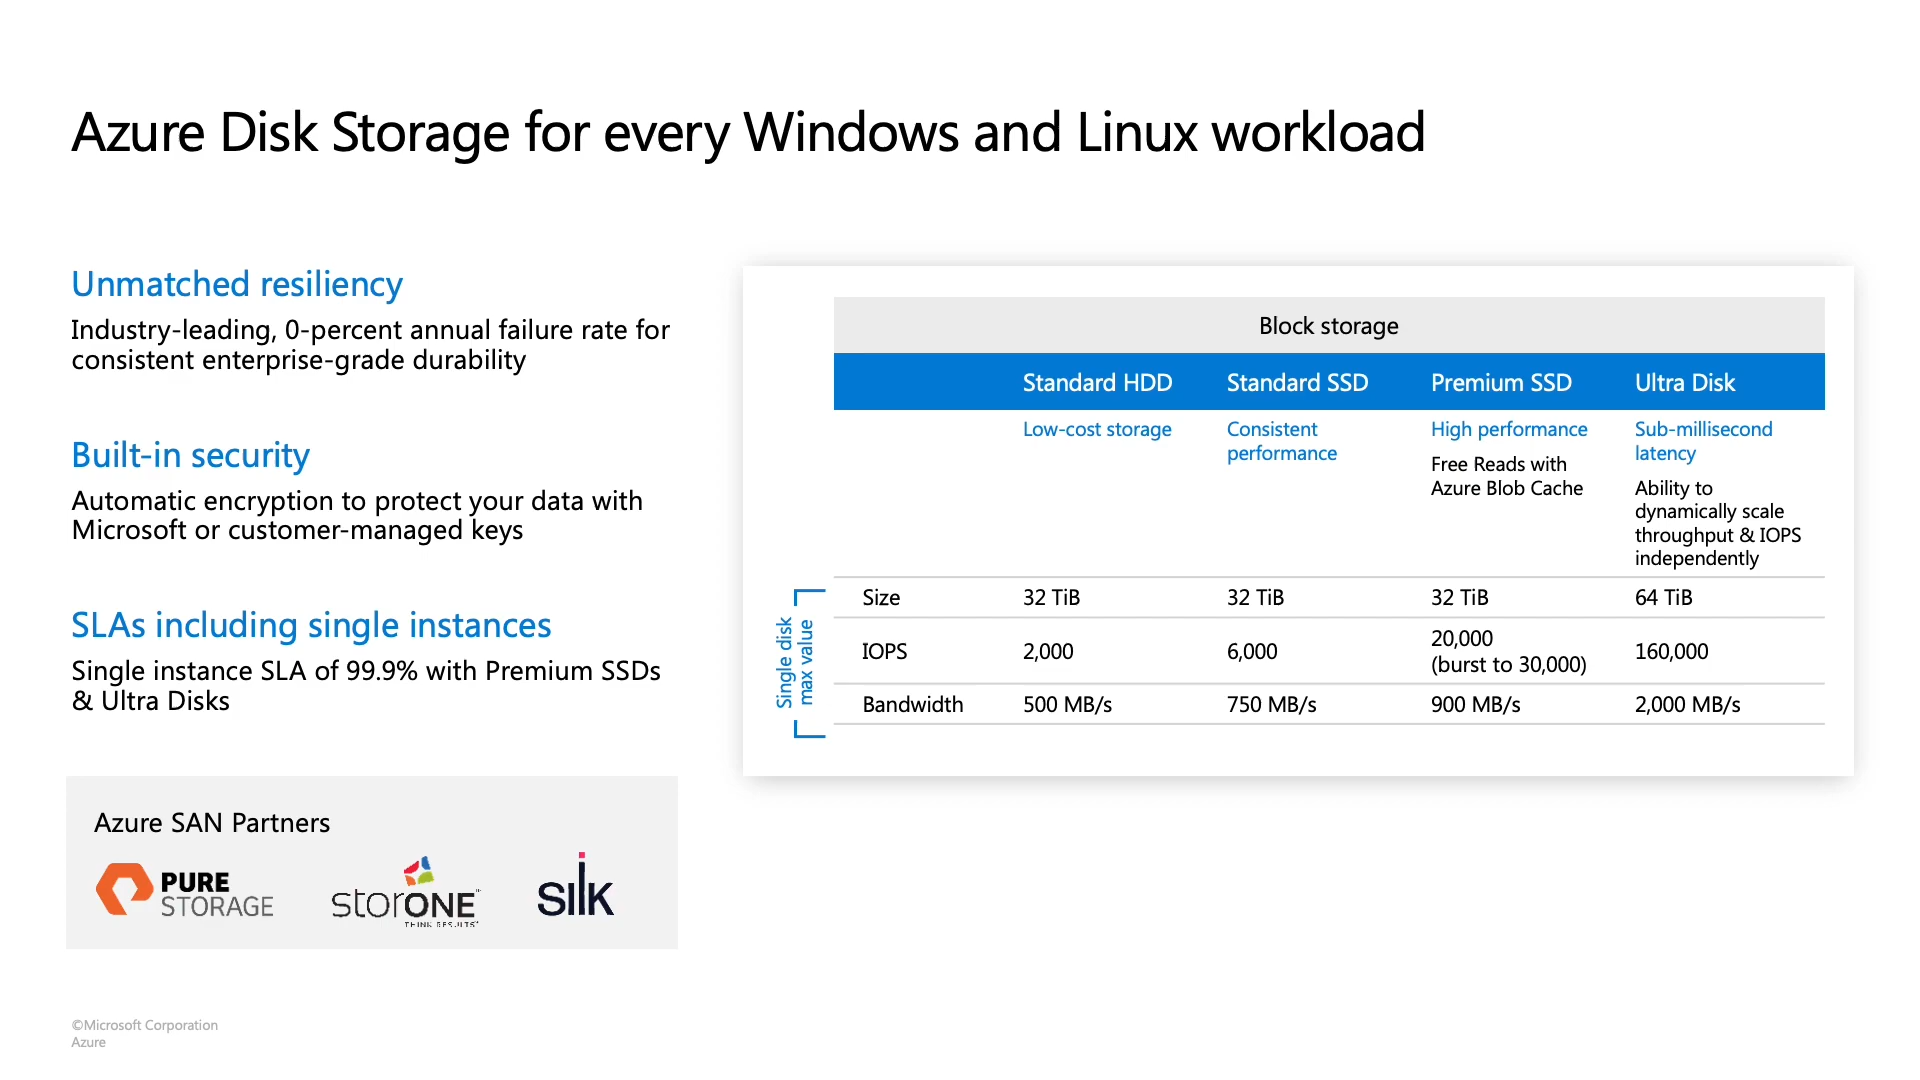 Azure Disk Storage for every Windows and Linux workload
Unmatched resiliency
Industry-leading, 0-percent annual failure rate for
consistent enterprise-grade durability
Built-in security
Automatic encryption to protect your data with
Microsoft or customer-managed keys
SLAs including single instances
Single instance SLA of 99.9% with Premium SSDs
& Ultra Disks
Azure SAN Partners
PURE
STORAGE
storONE
THINK RESULTS
silk
Block storage
Standard HDD Standard SSD Premium SSD Ultra Disk
Low-cost storage
Consistent
performance
High performance
Free Reads with
Azure Blob Cache
Sub-millisecond
latency
Ability to
dynamically scale
throughput & IOPS
independently
Single disk
max value
Size 32 TiB 32 TiB 32 TiB 64 TiB
IOPS 2,000 6,000 20,000 (burst to 30,000) 160,000
Bandwidth 500 MB/s 750 MB/s 900 MB/s 2,000 MB/s
©Microsoft Corporation
Azure